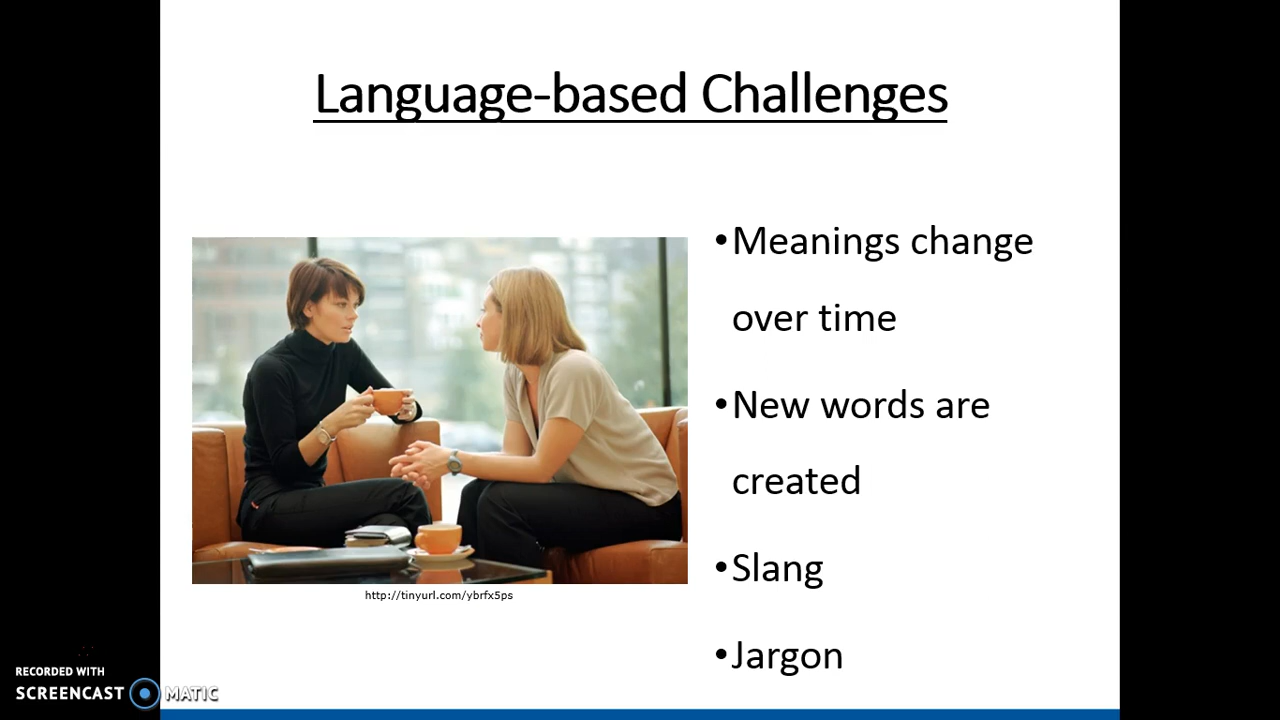 Language-based Challenges
•Meanings change
over time
•New words are
created
•Slang
•Jargon
http://tinyurl.com/ybrfx5ps
RECORDED WITH
SCREENCAST MATIC